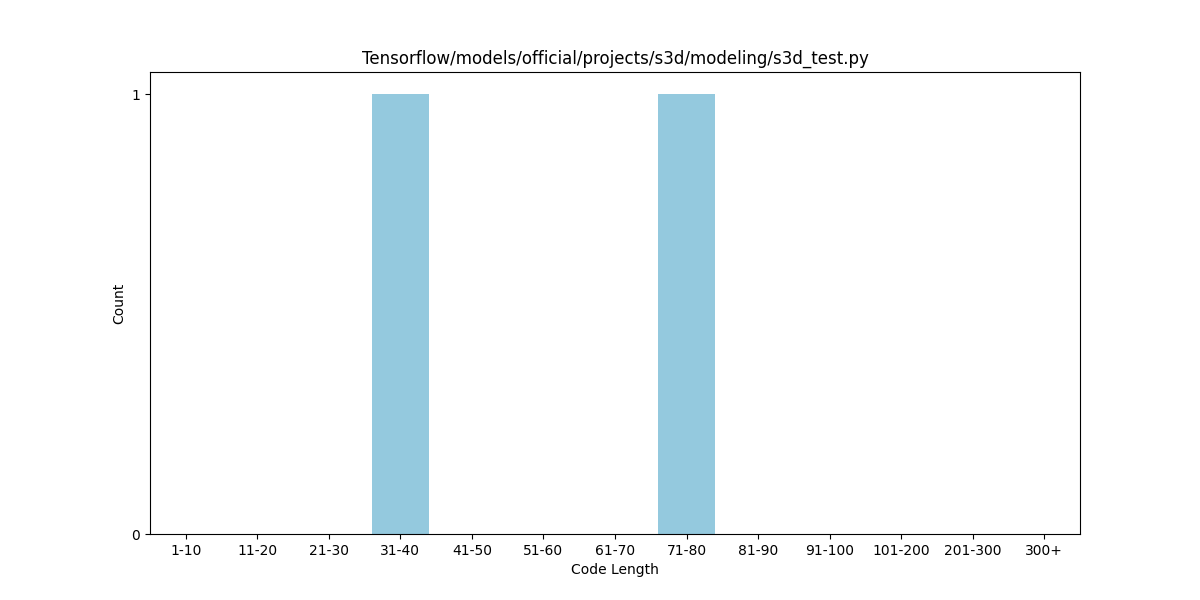 Tensorflow/models/official/projects/s3d/modeling/s3d_test.py
1
Count
0
1-10 11-20 21-30 31-40 41-50 51-60 61-70 71-80 81-90 91-100 101-200 201-300 300+
Code Length